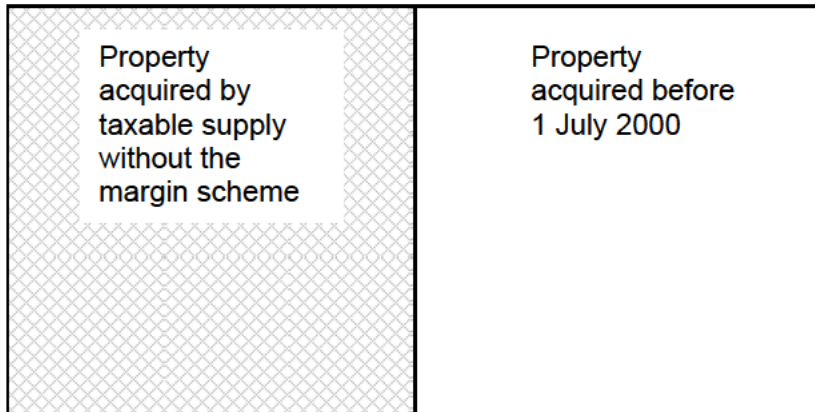 Property
acquired by
taxable supply
without the
margin scheme
Property
acquired before
1 July 2000